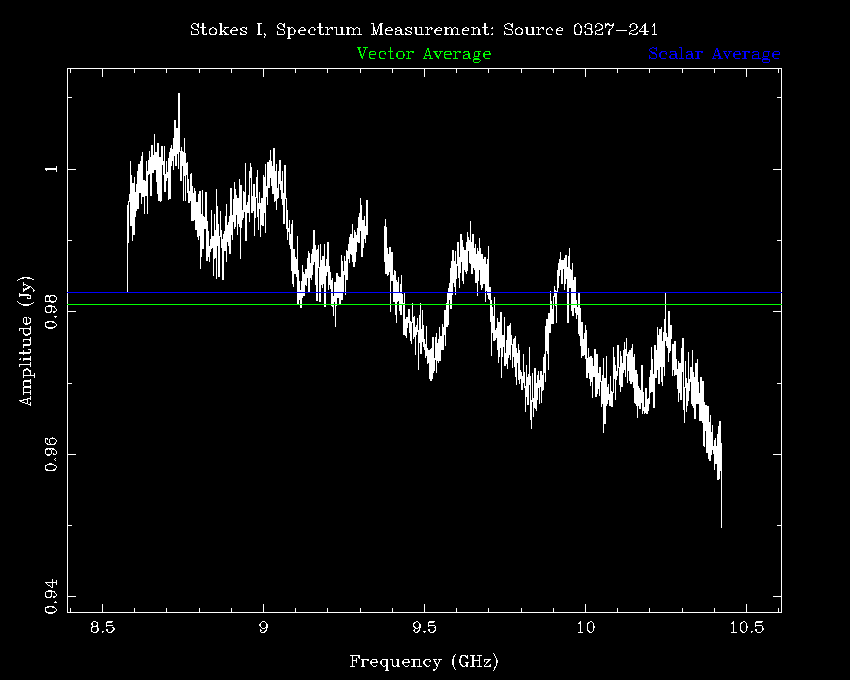 Stokes I, Spectrum Measurement: Source 0327-241
Vector Average
Scalar Average
1
0.98
0.96
0.94
Amplitude (Jy)
8.5 9 9.5 10 10.5
Frequency (GHz)